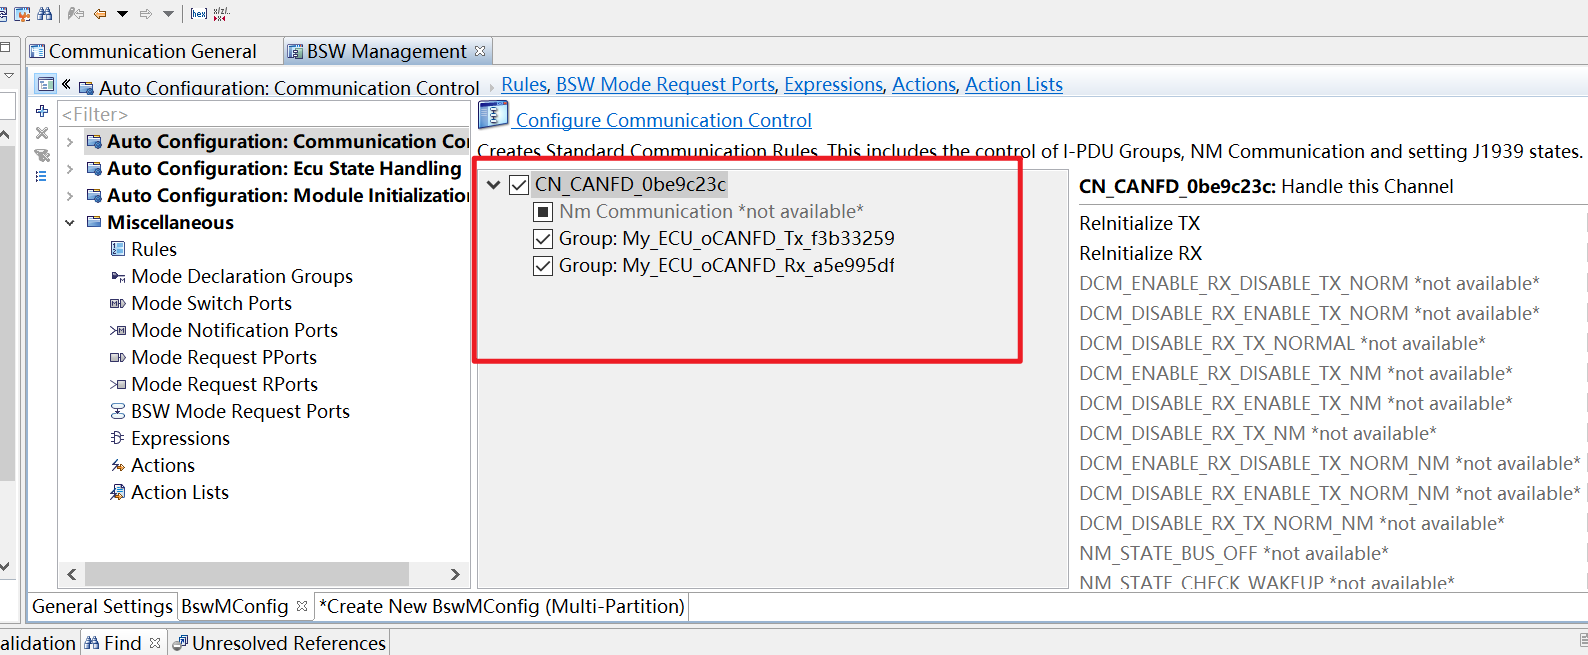 [hex]
Communication General
BSW Management
« Auto Configuration: Communication Control
Rules, BSW Mode Request Ports, Expressions, Actions, Action Lists
<Filter>
Auto Configuration: Communication Co
Auto Configuration: Ecu State Handling
Auto Configuration: Module Initializatio
Miscellaneous
Rules
Mode Declaration Groups
Mode Switch Ports
Mode Notification Ports
Mode Request PPorts
Mode Request RPorts
BSW Mode Request Ports
Expressions
Actions
Action Lists
Configure Communication Control
Creates Standard Communication Rules. This includes the control of I-PDU Groups, NM Communication and setting J1939 states.
CN_CANFD_0be9c23c
Nm Communication *not available*
Group: My_ECU_oCANFD_Tx_f3b33259
Group: My_ECU_oCANFD_Rx_a5e995df
CN_CANFD_0be9c23c: Handle this Channel
ReInitialize TX
ReInitialize RX
DCM_ENABLE_RX_DISABLE_TX_NORM *not available*
DCM_DISABLE_RX_ENABLE_TX_NORM *not available*
DCM_DISABLE_RX_TX_NORMAL *not available*
DCM_ENABLE_RX_DISABLE_TX_NM *not available*
DCM_DISABLE_RX_ENABLE_TX_NM *not available*
DCM_DISABLE_RX_TX_NM *not available*
DCM_ENABLE_RX_DISABLE_TX_NORM_NM *not available*
DCM_DISABLE_RX_ENABLE_TX_NORM_NM *not available*
DCM_DISABLE_RX_TX_NORM_NM *not available*
NM_STATE_BUS_OFF *not available*
NM_STATE_CHECK_WAKEUP *not available*
General Settings
BswMConfig
*Create New BswMConfig (Multi-Partition)
alidation
Find
Unresolved References